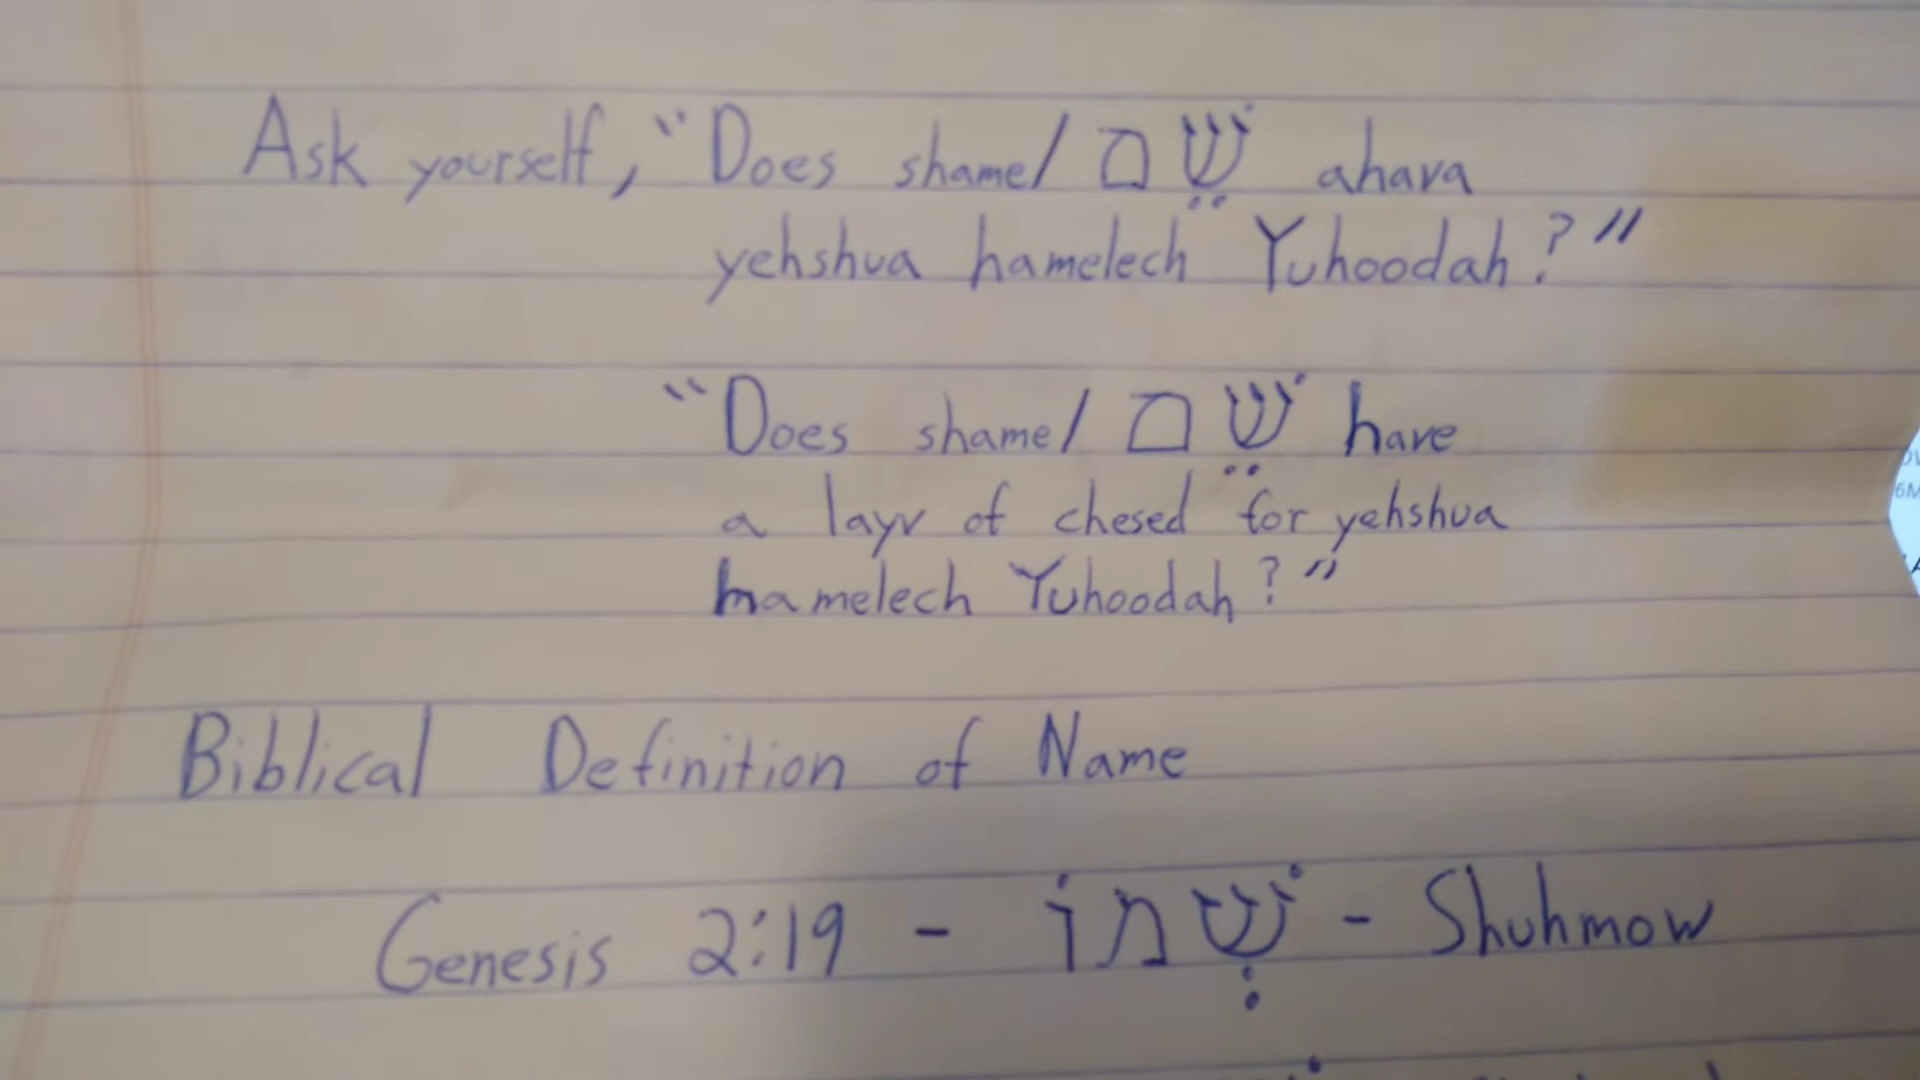 Ask yourself, “Does shame/ שֵׁם ahava
yehshua hamelech Yuhoodah?”
“Does shame/ שֵׁם have
a layv of chesed for yehshua
hamelech Yuhoodah?”
Biblical Definition of Name
Genesis 2:19 - שְׁמוֹ - Shuhmow